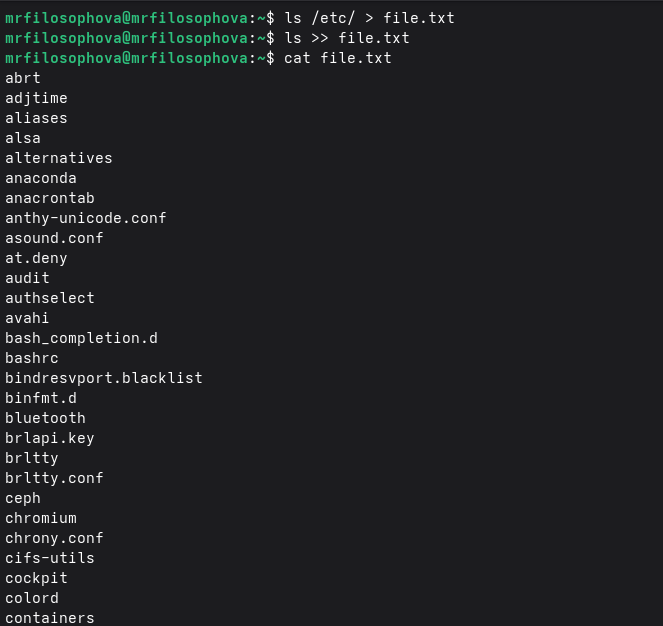 mrfilosophova@mrfilosophova:~$ ls /etc/ > file.txt
mrfilosophova@mrfilosophova:~$ ls >> file.txt
mrfilosophova@mrfilosophova:~$ cat file.txt
abrt
adjtime
aliases
alsa
alternatives
anaconda
anacrontab
anthy-unicode.conf
asound.conf
at.deny
audit
authselect
avahi
bash_completion.d
bashrc
bindresvport.blacklist
binfmt.d
bluetooth
brlapi.key
brltty
brltty.conf
ceph
chromium
chrony.conf
cifs-utils
cockpit
colord
containers